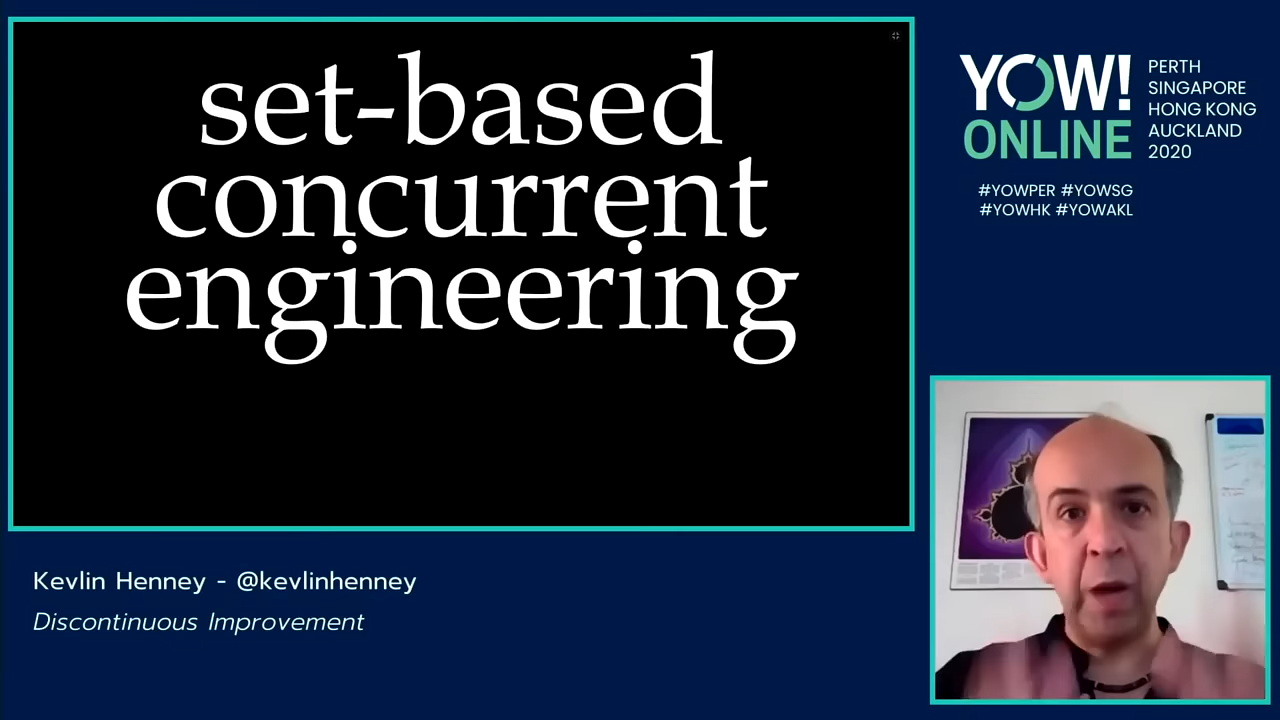 set-based
concurrent
engineering
YOW!
ONLINE
PERTH
SINGAPORE
HONG KONG
AUCKLAND
2020
#YOWPER #YOWSG
#YOWHK #YOWAKL
Kevlin Henney - @kevlinhenney
Discontinuous Improvement